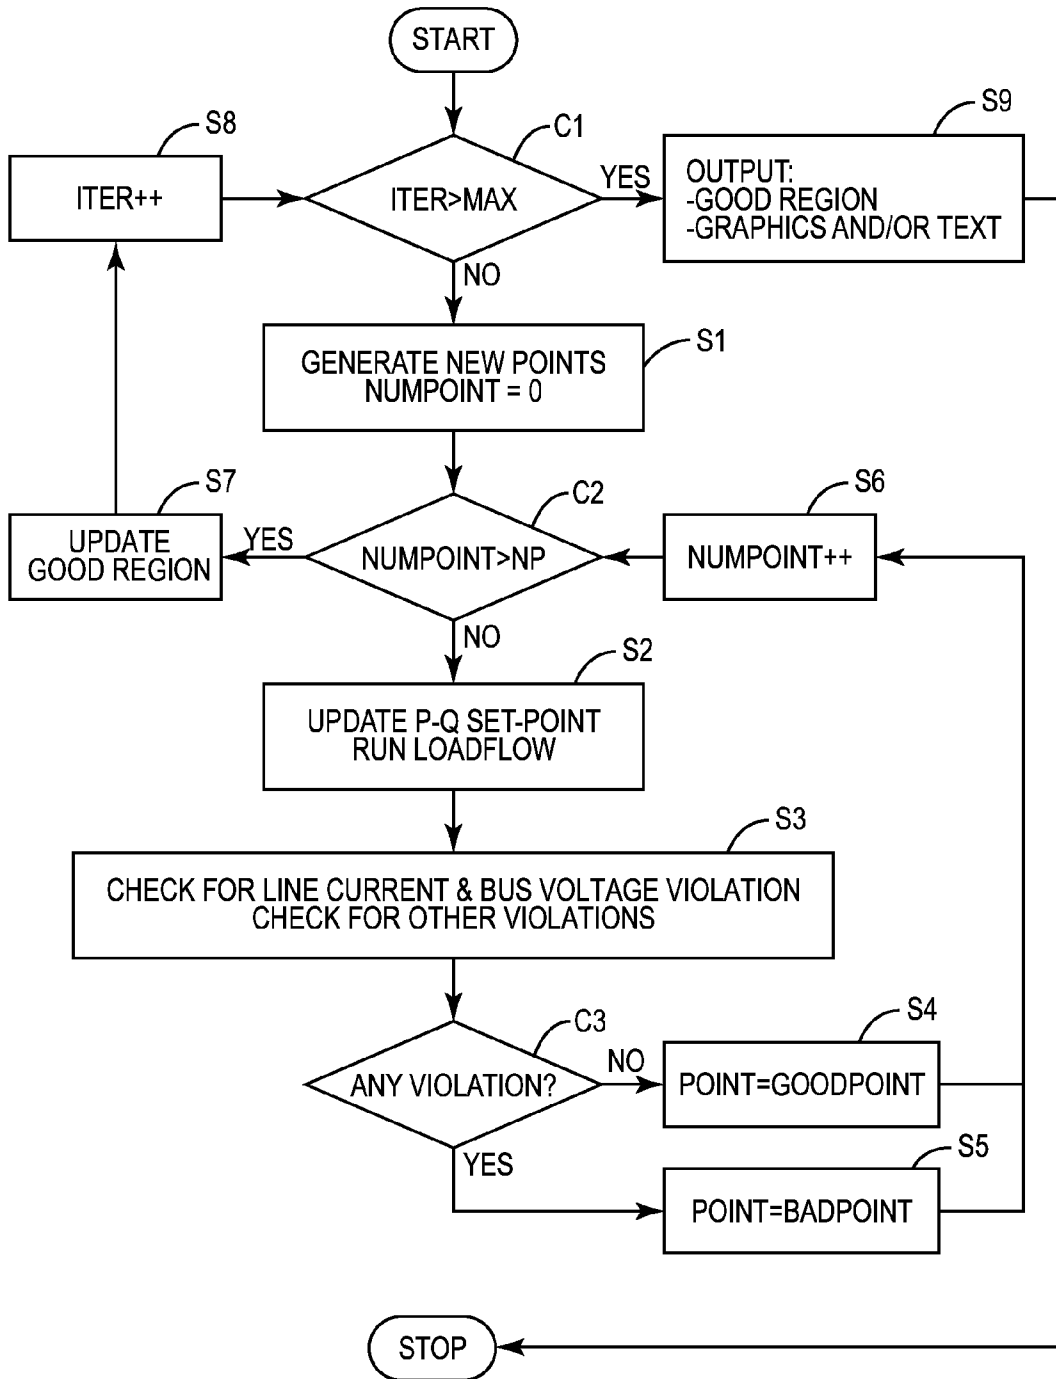 START
S8
C1
S9
ITER++
ITER>MAX
YES
OUTPUT:
-GOOD REGION
-GRAPHICS AND/OR TEXT
NO
S1
GENERATE NEW POINTS
NUMPOINT = 0
S7
C2
S6
UPDATE
GOOD REGION
YES
NUMPOINT>NP
NUMPOINT++
NO
S2
UPDATE P-Q SET-POINT
RUN LOADFLOW
S3
CHECK FOR LINE CURRENT & BUS VOLTAGE VIOLATION
CHECK FOR OTHER VIOLATIONS
C3
S4
ANY VIOLATION?
NO
POINT=GOODPOINT
YES
S5
POINT=BADPOINT
STOP